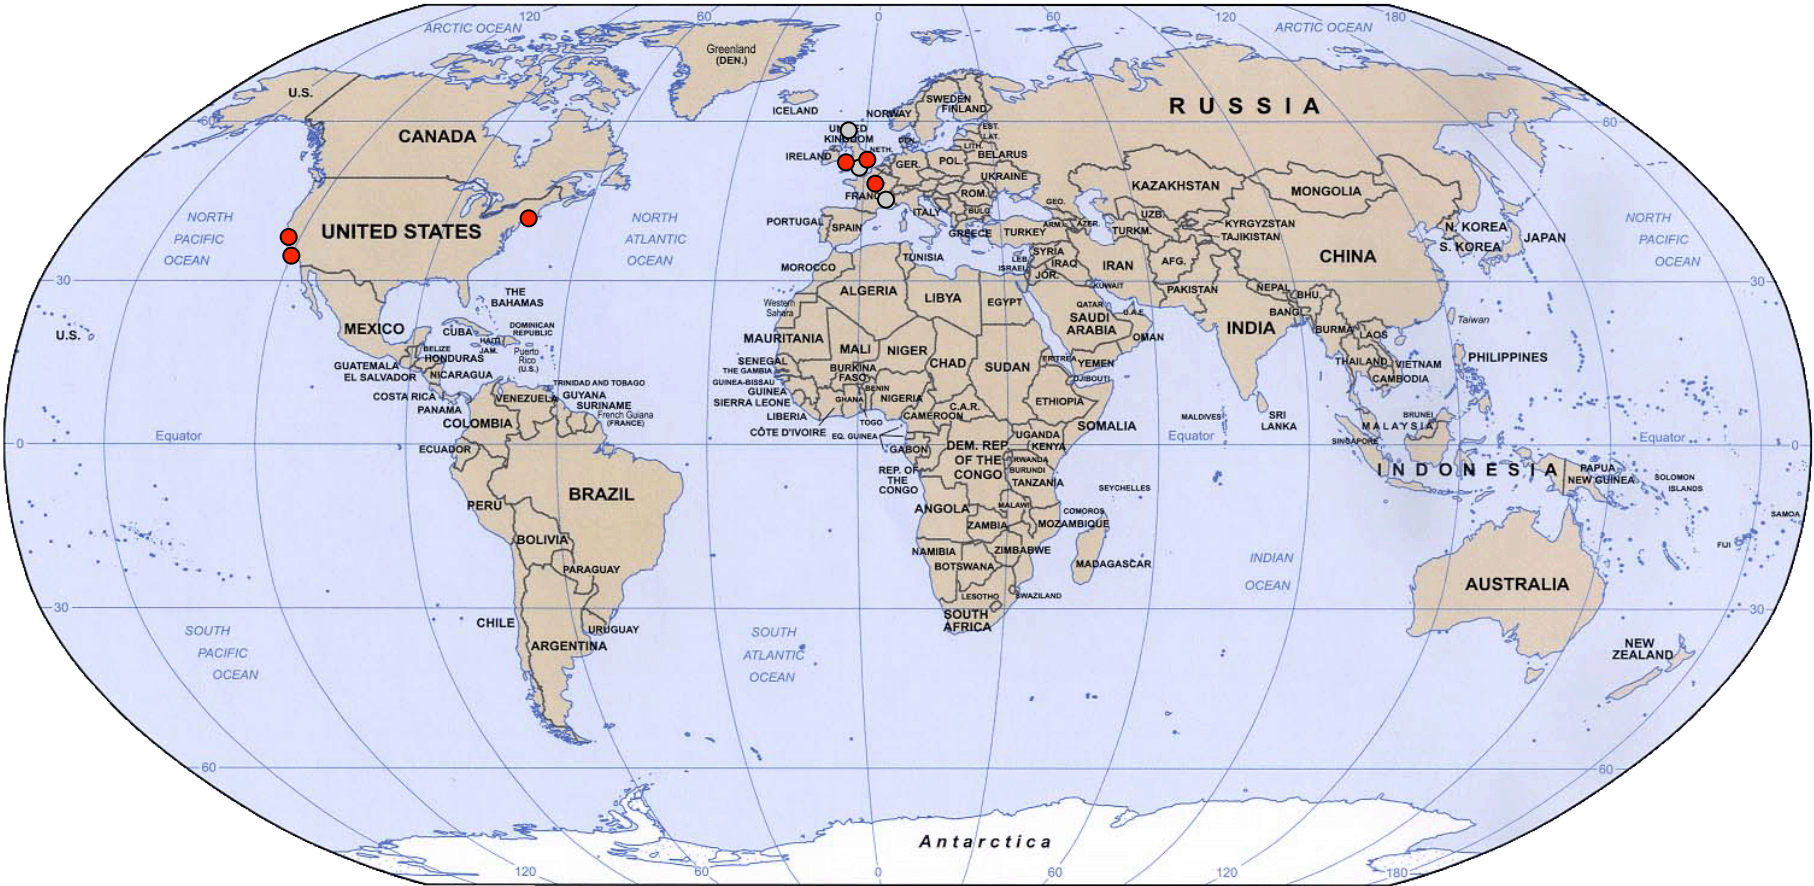 120
60
0
60
120
180
ARCTIC OCEAN
ARCTIC OCEAN
Greenland
(DEN.)
U.S.
ICELAND
NORWAY
SWEDEN
FINLAND
RUSSIA
60
60
CANADA
UNITED
KINGDOM
DEN.
EST.
LAT.
LITH.
IRELAND
NETH.
GER.
POL.
BELARUS
UKRAINE
KAZAKHSTAN
MONGOLIA
FRANC
ROM.
BULG.
ITALY
GEO.
UZB.
KYRGYZSTAN
TAJIKISTAN
NORTH
PACIFIC
OCEAN
UNITED STATES
NORTH
ATLANTIC
OCEAN
PORTUGAL
SPAIN
GREECE
TURKEY
ARM.
AZER.
TURKM.
N. KOREA
S. KOREA
JAPAN
NORTH
PACIFIC
OCEAN
CHINA
MOROCCO
TUNISIA
LEB.
ISRAEL
SYRIA
IRAQ
JOR.
IRAN
AFG.
30
30
KUWAIT
PAKISTAN
NEPAL
BHU.
THE
BAHAMAS
Western
Sahara
ALGERIA
LIBYA
EGYPT
QATAR
SAUDI
ARABIA
U.A.E.
OMAN
INDIA
BANGL
BURMA
LAOS
Taiwan
U.S.
MEXICO
CUBA
HAITI
DOMINICAN
REPUBLIC
JAM.
Puerto
Rico
(U.S.)
BELIZE
HONDURAS
GUATEMALA
EL SALVADOR
NICARAGUA
COSTA RICA
PANAMA
TRINIDAD AND TOBAGO
VENEZUELA
GUYANA
SURINAME
French Guiana
(FRANCE)
COLOMBIA
MAURITANIA
MALI
NIGER
CHAD
SUDAN
ERITREA
YEMEN
DJIBOUTI
SENEGAL
THE GAMBIA
GUINEA-BISSAU
GUINEA
SIERRA LEONE
LIBERIA
CÔTE D'IVOIRE
BURKINA
FASO
GHANA
BENIN
TOGO
NIGERIA
CAMEROON
C.A.R.
ETHIOPIA
SOMALIA
THAILAND
VIETNAM
CAMBODIA
PHILIPPINES
MALDIVES
SRI
LANKA
BRUNEI
MALAYSIA
SINGAPORE
0
Equator
Equator
Equator
0
ECUADOR
EQ. GUINEA
GABON
REP. OF
THE
CONGO
DEM. REP.
OF THE
CONGO
UGANDA
KENYA
RWANDA
BURUNDI
TANZANIA
SEYCHELLES
INDONESIA
PAPUA
NEW GUINEA
SOLOMON
ISLANDS
SAMOA
FIJI
PERU
BRAZIL
BOLIVIA
PARAGUAY
ANGOLA
ZAMBIA
MALAWI
COMOROS
MOZAMBIQUE
NAMIBIA
ZIMBABWE
BOTSWANA
MADAGASCAR
LESOTHO
SWAZILAND
SOUTH
AFRICA
INDIAN
OCEAN
AUSTRALIA
30
30
SOUTH
PACIFIC
OCEAN
CHILE
URUGUAY
ARGENTINA
SOUTH
ATLANTIC
OCEAN
NEW
ZEALAND
60
60
Antarctica
120
60
0
60
120
180